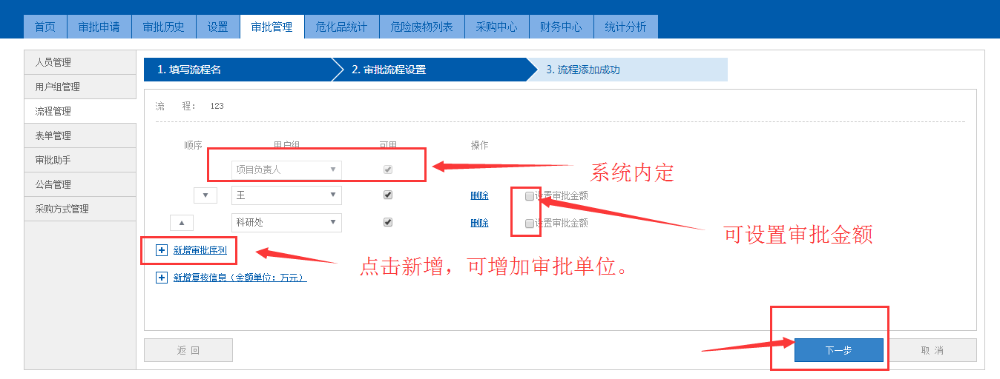 首页 审批申请 审批历史 设置 审批管理 危化品统计 危险废物列表 采购中心 财务中心 统计分析
人员管理
用户组管理
流程管理
表单管理
审批助手
公告管理
采购方式管理
1. 填写流程名 2. 审批流程设置 3. 流程添加成功
流 程： 123
顺序 用户组 可用 操作
项目负责人
系统内定
王 删除 设置审批金额
科研处 删除 设置审批金额
可设置审批金额
新增审批序列
点击新增，可增加审批单位。
新增复核信息（金额单位：万元）
返 回 下一步 取 消